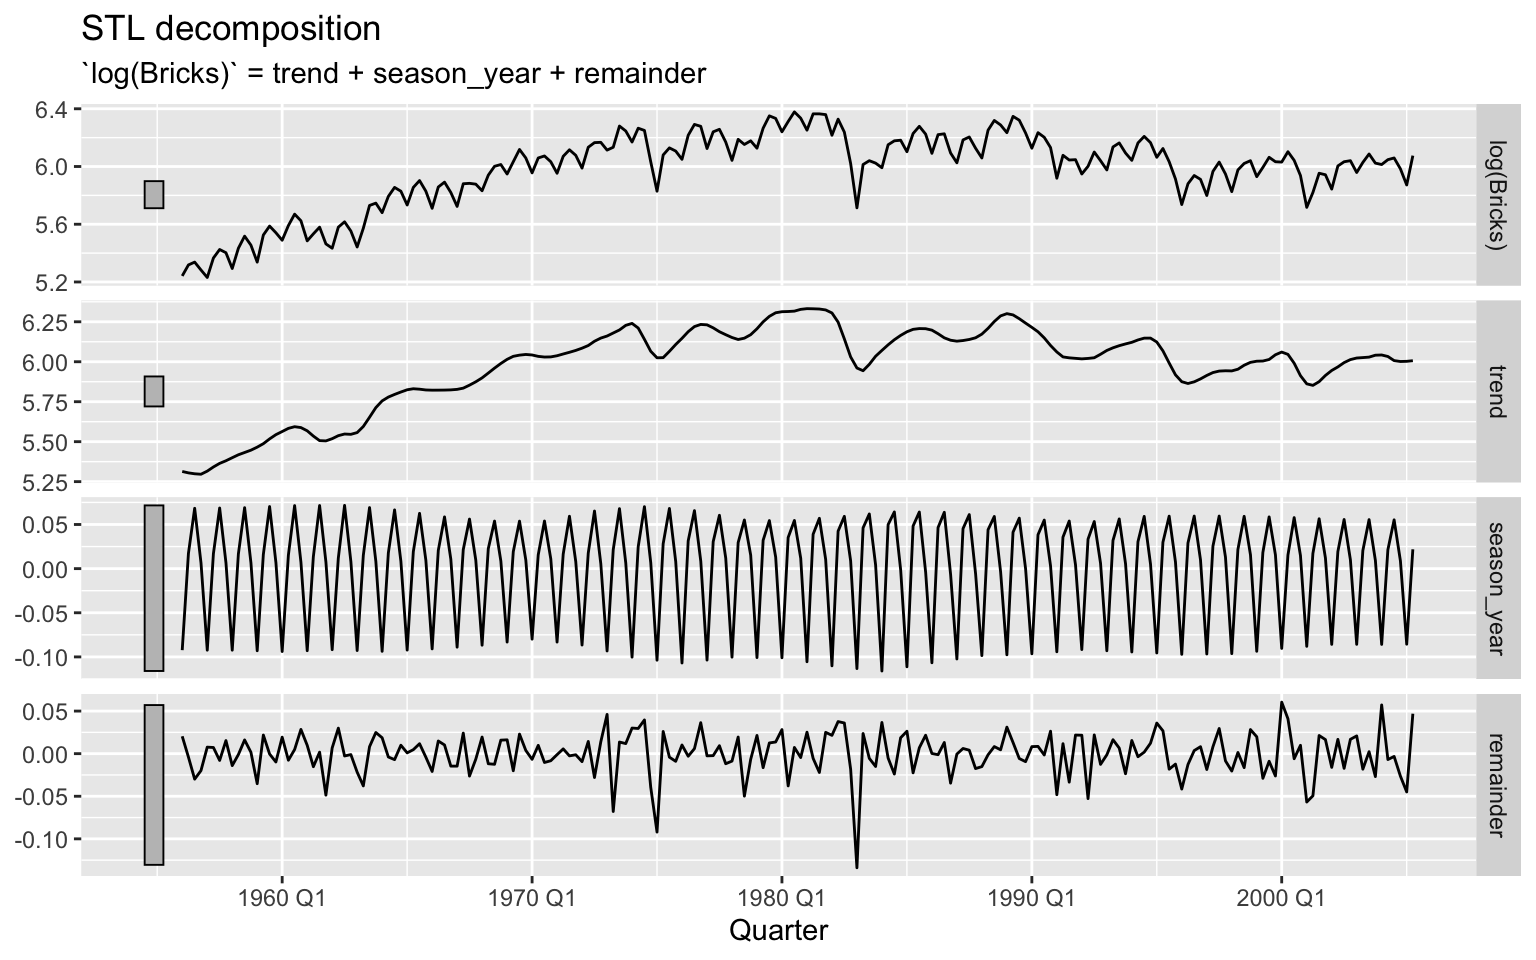 STL decomposition
`log(Bricks)` = trend + season_year + remainder
6.4
6.0
5.6
5.2
log(Bricks)
6.25
6.00
5.75
5.50
5.25
trend
0.05
0.00
-0.05
-0.10
season_year
0.05
0.00
-0.05
-0.10
remainder
1960 Q1 1970 Q1 1980 Q1 1990 Q1 2000 Q1
Quarter